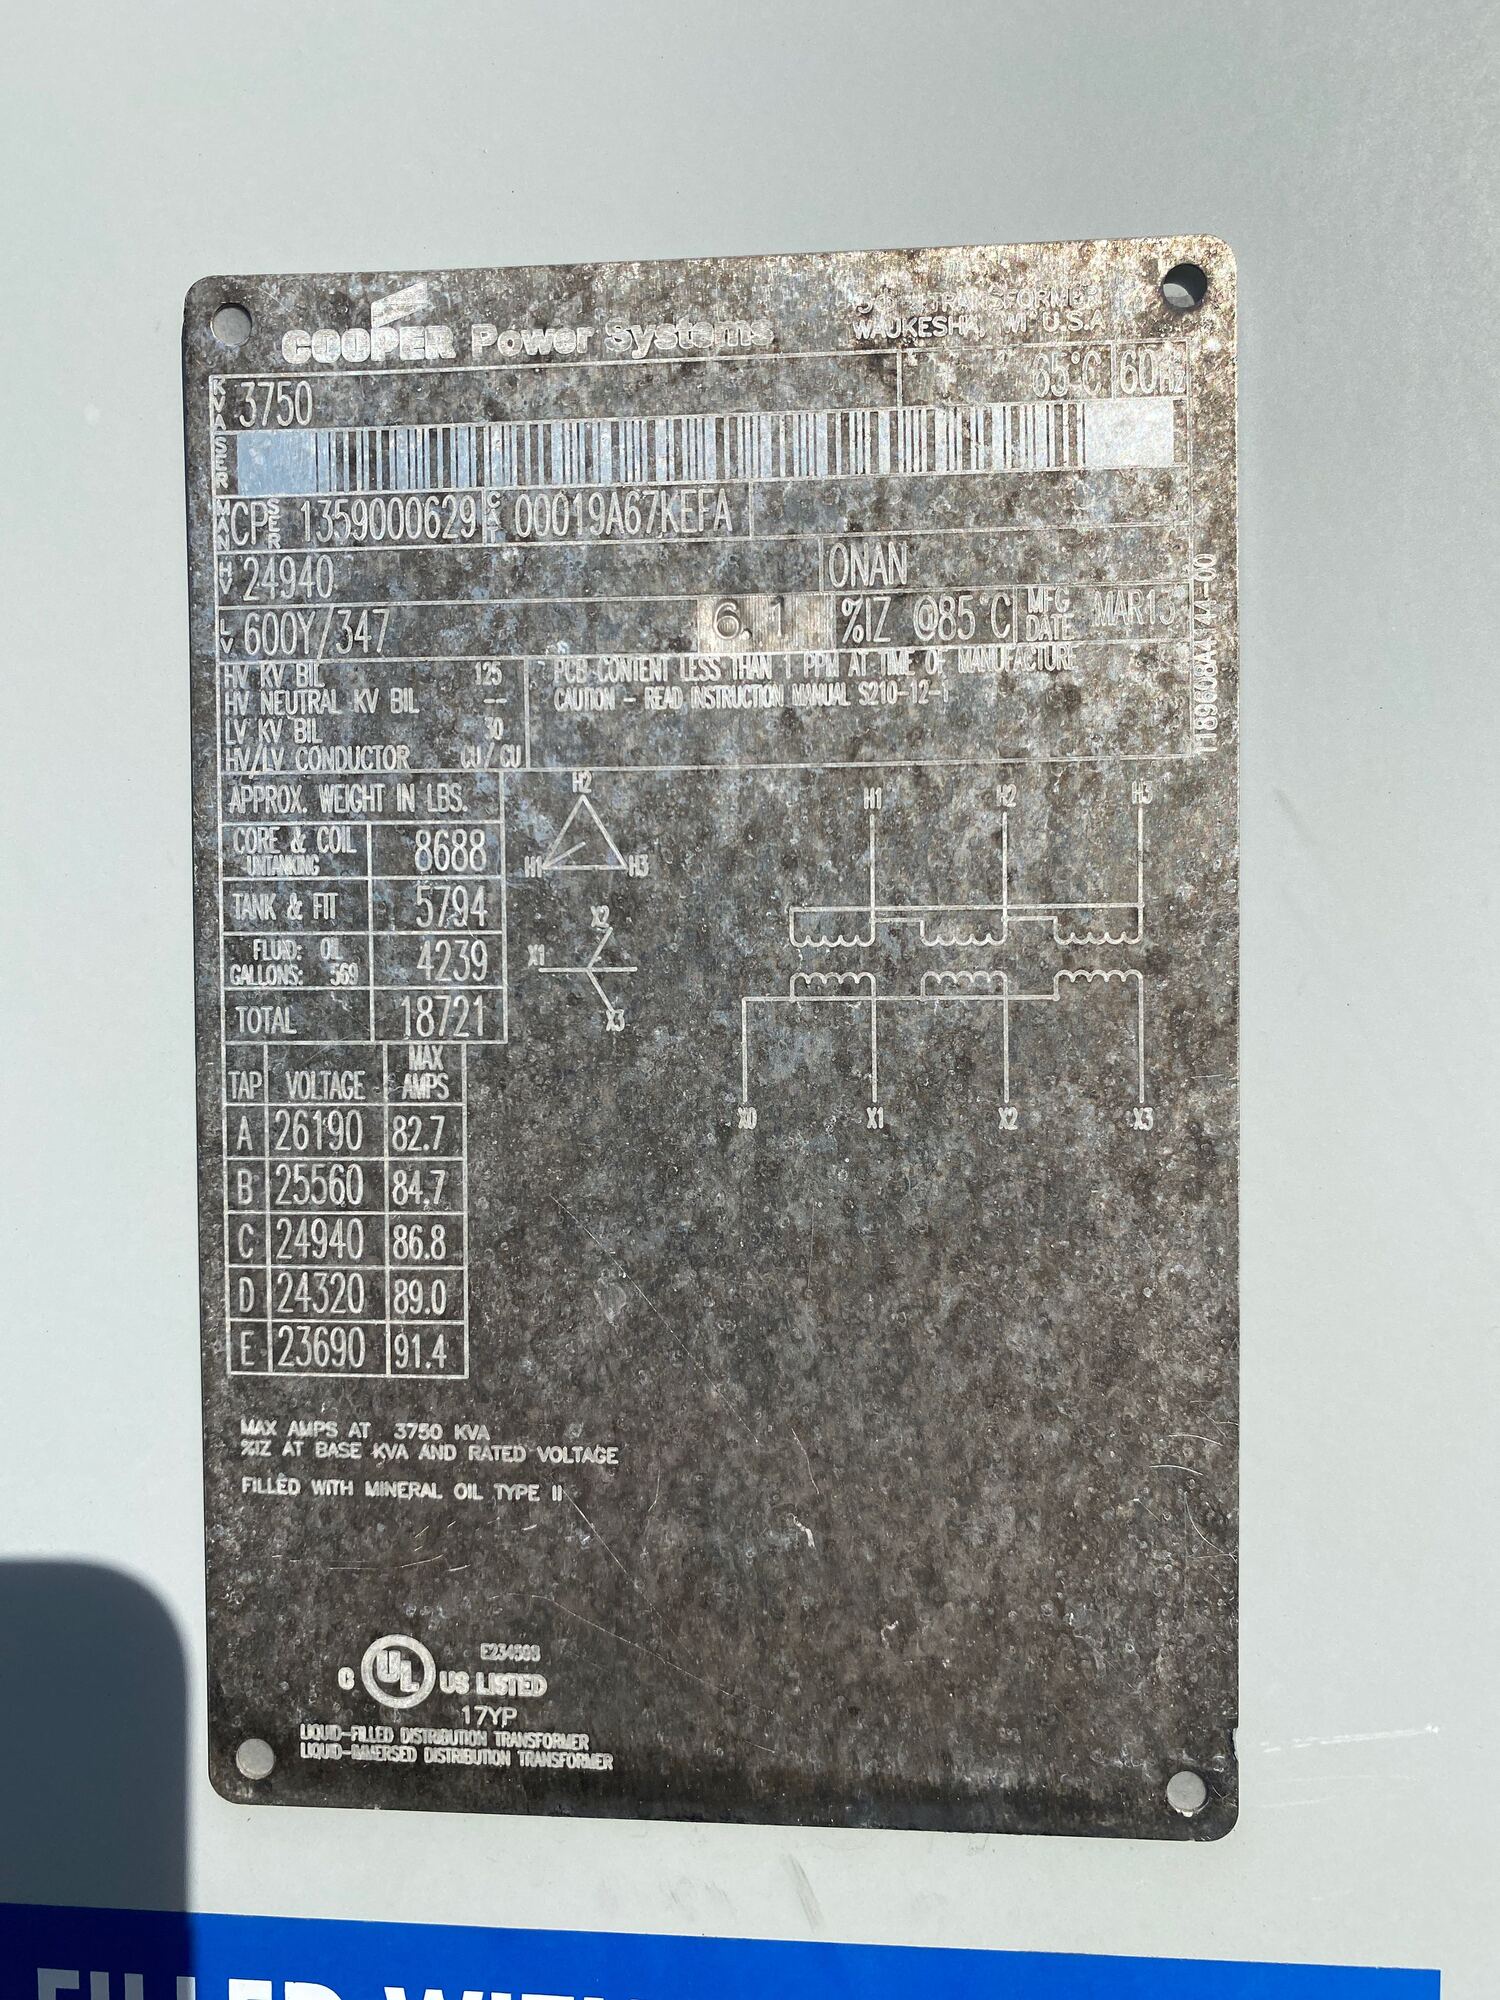 COOPER Power Systems
3Ø TRANSFORMER
WAUKESHA, WI U.S.A
KVA 3750 65°C 60HZ
SER
MAN CP SER 1359000629 CAT 00019A67KEFA
HV 24940 ONAN
LV 600Y/347 6.1 %IZ @85°C MFG DATE MAR13
HV KV BIL 125
HV NEUTRAL KV BIL --
LV KV BIL 30
HV/LV CONDUCTOR CU/CU
PCB CONTENT LESS THAN 1 PPM AT TIME OF MANUFACTURE
CAUTION - READ INSTRUCTION MANUAL S210-12-1
APPROX. WEIGHT IN LBS.
CORE & COIL UNTANKING 8688
TANK & FIT 5794
FLUID: OIL
GALLONS: 569 4239
TOTAL 18721
H2
H1 H3
X2
X1
X3
H1 H2 H3
X0 X1 X2 X3
TAP VOLTAGE MAX AMPS
A 26190 82.7
B 25560 84.7
C 24940 86.8
D 24320 89.0
E 23690 91.4
MAX AMPS AT 3750 KVA
%IZ AT BASE KVA AND RATED VOLTAGE
FILLED WITH MINERAL OIL TYPE II
E234598
C UL US LISTED
17YP
LIQUID-FILLED DISTRIBUTION TRANSFORMER
LIQUID-IMMERSED DISTRIBUTION TRANSFORMER
FILLED WITH